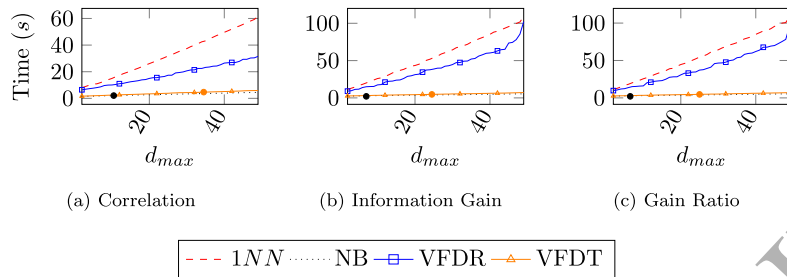 Time (s)
60
40
20
0
20
40
d_max
(a) Correlation
100
50
0
20
40
d_max
(b) Information Gain
100
50
0
20
40
d_max
(c) Gain Ratio
1NN NB VFDR VFDT